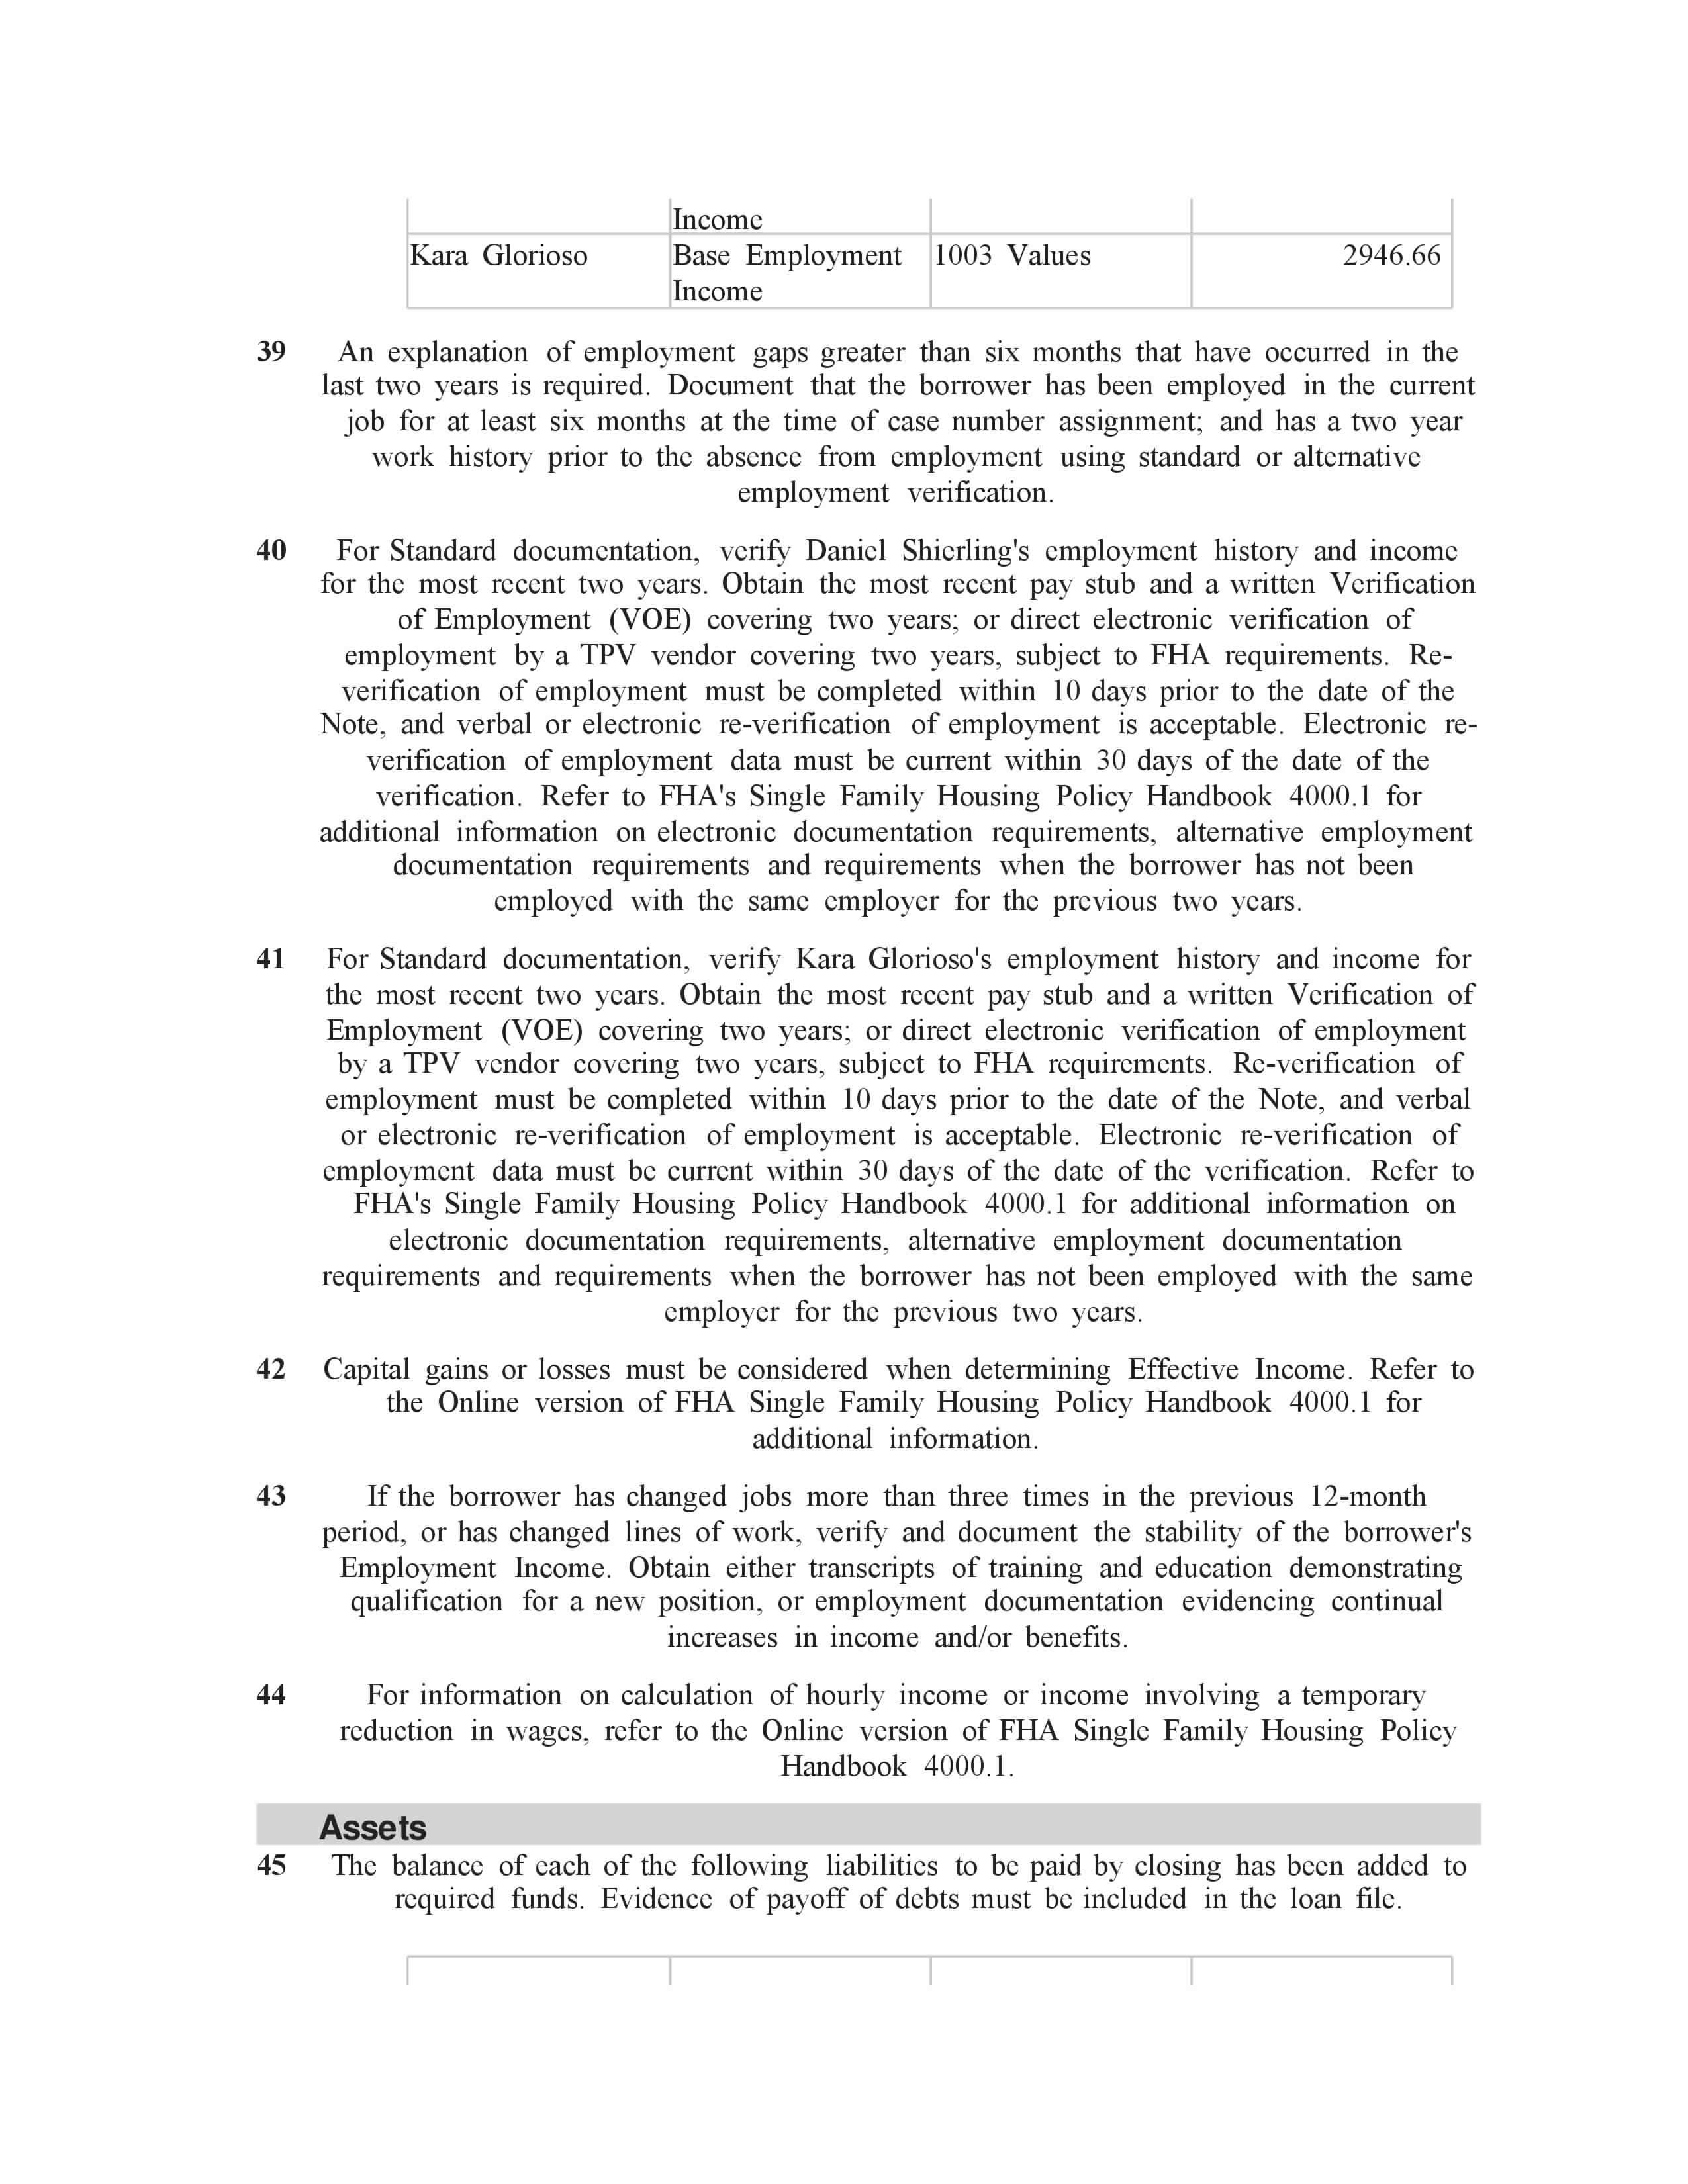 Income
Kara Glorioso Base Employment 1003 Values 2946.66
Income
39 An explanation of employment gaps greater than six months that have occurred in the
last two years is required. Document that the borrower has been employed in the current
job for at least six months at the time of case number assignment; and has a two year
work history prior to the absence from employment using standard or alternative
employment verification.
40 For Standard documentation, verify Daniel Shierling's employment history and income
for the most recent two years. Obtain the most recent pay stub and a written Verification
of Employment (VOE) covering two years; or direct electronic verification of
employment by a TPV vendor covering two years, subject to FHA requirements. Re-
verification of employment must be completed within 10 days prior to the date of the
Note, and verbal or electronic re-verification of employment is acceptable. Electronic re-
verification of employment data must be current within 30 days of the date of the
verification. Refer to FHA's Single Family Housing Policy Handbook 4000.1 for
additional information on electronic documentation requirements, alternative employment
documentation requirements and requirements when the borrower has not been
employed with the same employer for the previous two years.
41 For Standard documentation, verify Kara Glorioso's employment history and income for
the most recent two years. Obtain the most recent pay stub and a written Verification of
Employment (VOE) covering two years; or direct electronic verification of employment
by a TPV vendor covering two years, subject to FHA requirements. Re-verification of
employment must be completed within 10 days prior to the date of the Note, and verbal
or electronic re-verification of employment is acceptable. Electronic re-verification of
employment data must be current within 30 days of the date of the verification. Refer to
FHA's Single Family Housing Policy Handbook 4000.1 for additional information on
electronic documentation requirements, alternative employment documentation
requirements and requirements when the borrower has not been employed with the same
employer for the previous two years.
42 Capital gains or losses must be considered when determining Effective Income. Refer to
the Online version of FHA Single Family Housing Policy Handbook 4000.1 for
additional information.
43 If the borrower has changed jobs more than three times in the previous 12-month
period, or has changed lines of work, verify and document the stability of the borrower's
Employment Income. Obtain either transcripts of training and education demonstrating
qualification for a new position, or employment documentation evidencing continual
increases in income and/or benefits.
44 For information on calculation of hourly income or income involving a temporary
reduction in wages, refer to the Online version of FHA Single Family Housing Policy
Handbook 4000.1.
Assets
45 The balance of each of the following liabilities to be paid by closing has been added to
required funds. Evidence of payoff of debts must be included in the loan file.